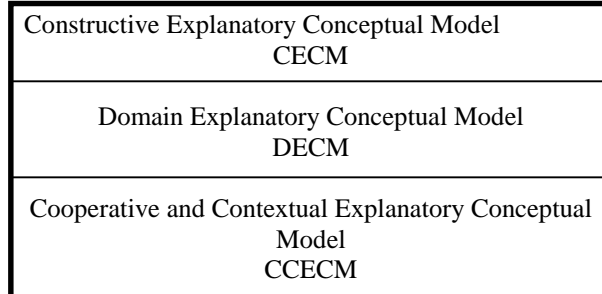 Constructive Explanatory Conceptual Model
CECM
Domain Explanatory Conceptual Model
DECM
Cooperative and Contextual Explanatory Conceptual
Model
CCECM